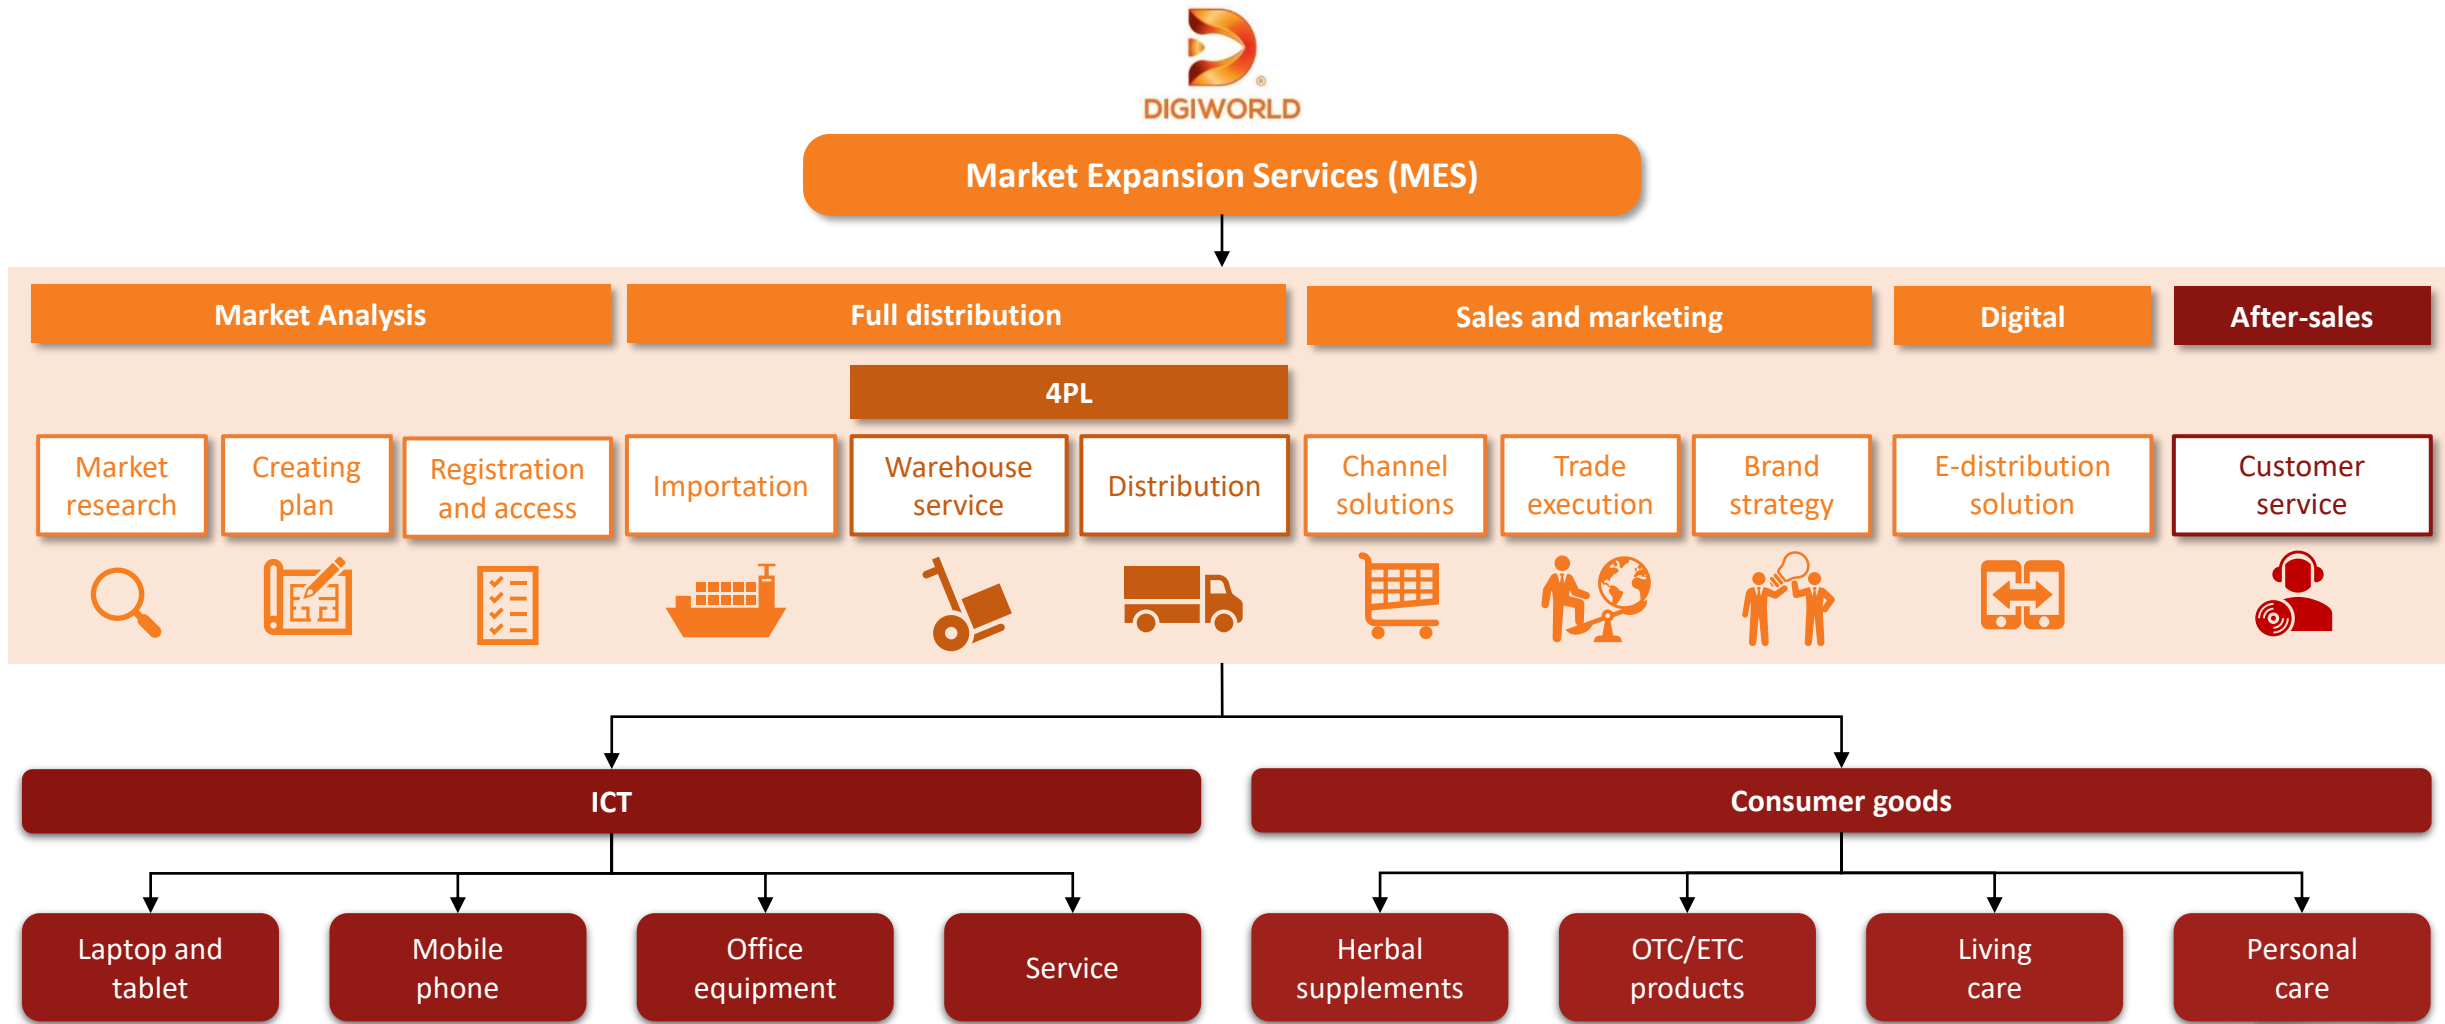 DIGIWORLD
Market Expansion Services (MES)
Market Analysis
Full distribution
Sales and marketing
Digital
After-sales
4PL
Market
research
Creating
plan
Registration
and access
Importation
Warehouse
service
Distribution
Channel
solutions
Trade
execution
Brand
strategy
E-distribution
solution
Customer
service
ICT
Consumer goods
Laptop and
tablet
Mobile
phone
Office
equipment
Service
Herbal
supplements
OTC/ETC
products
Living
care
Personal
care